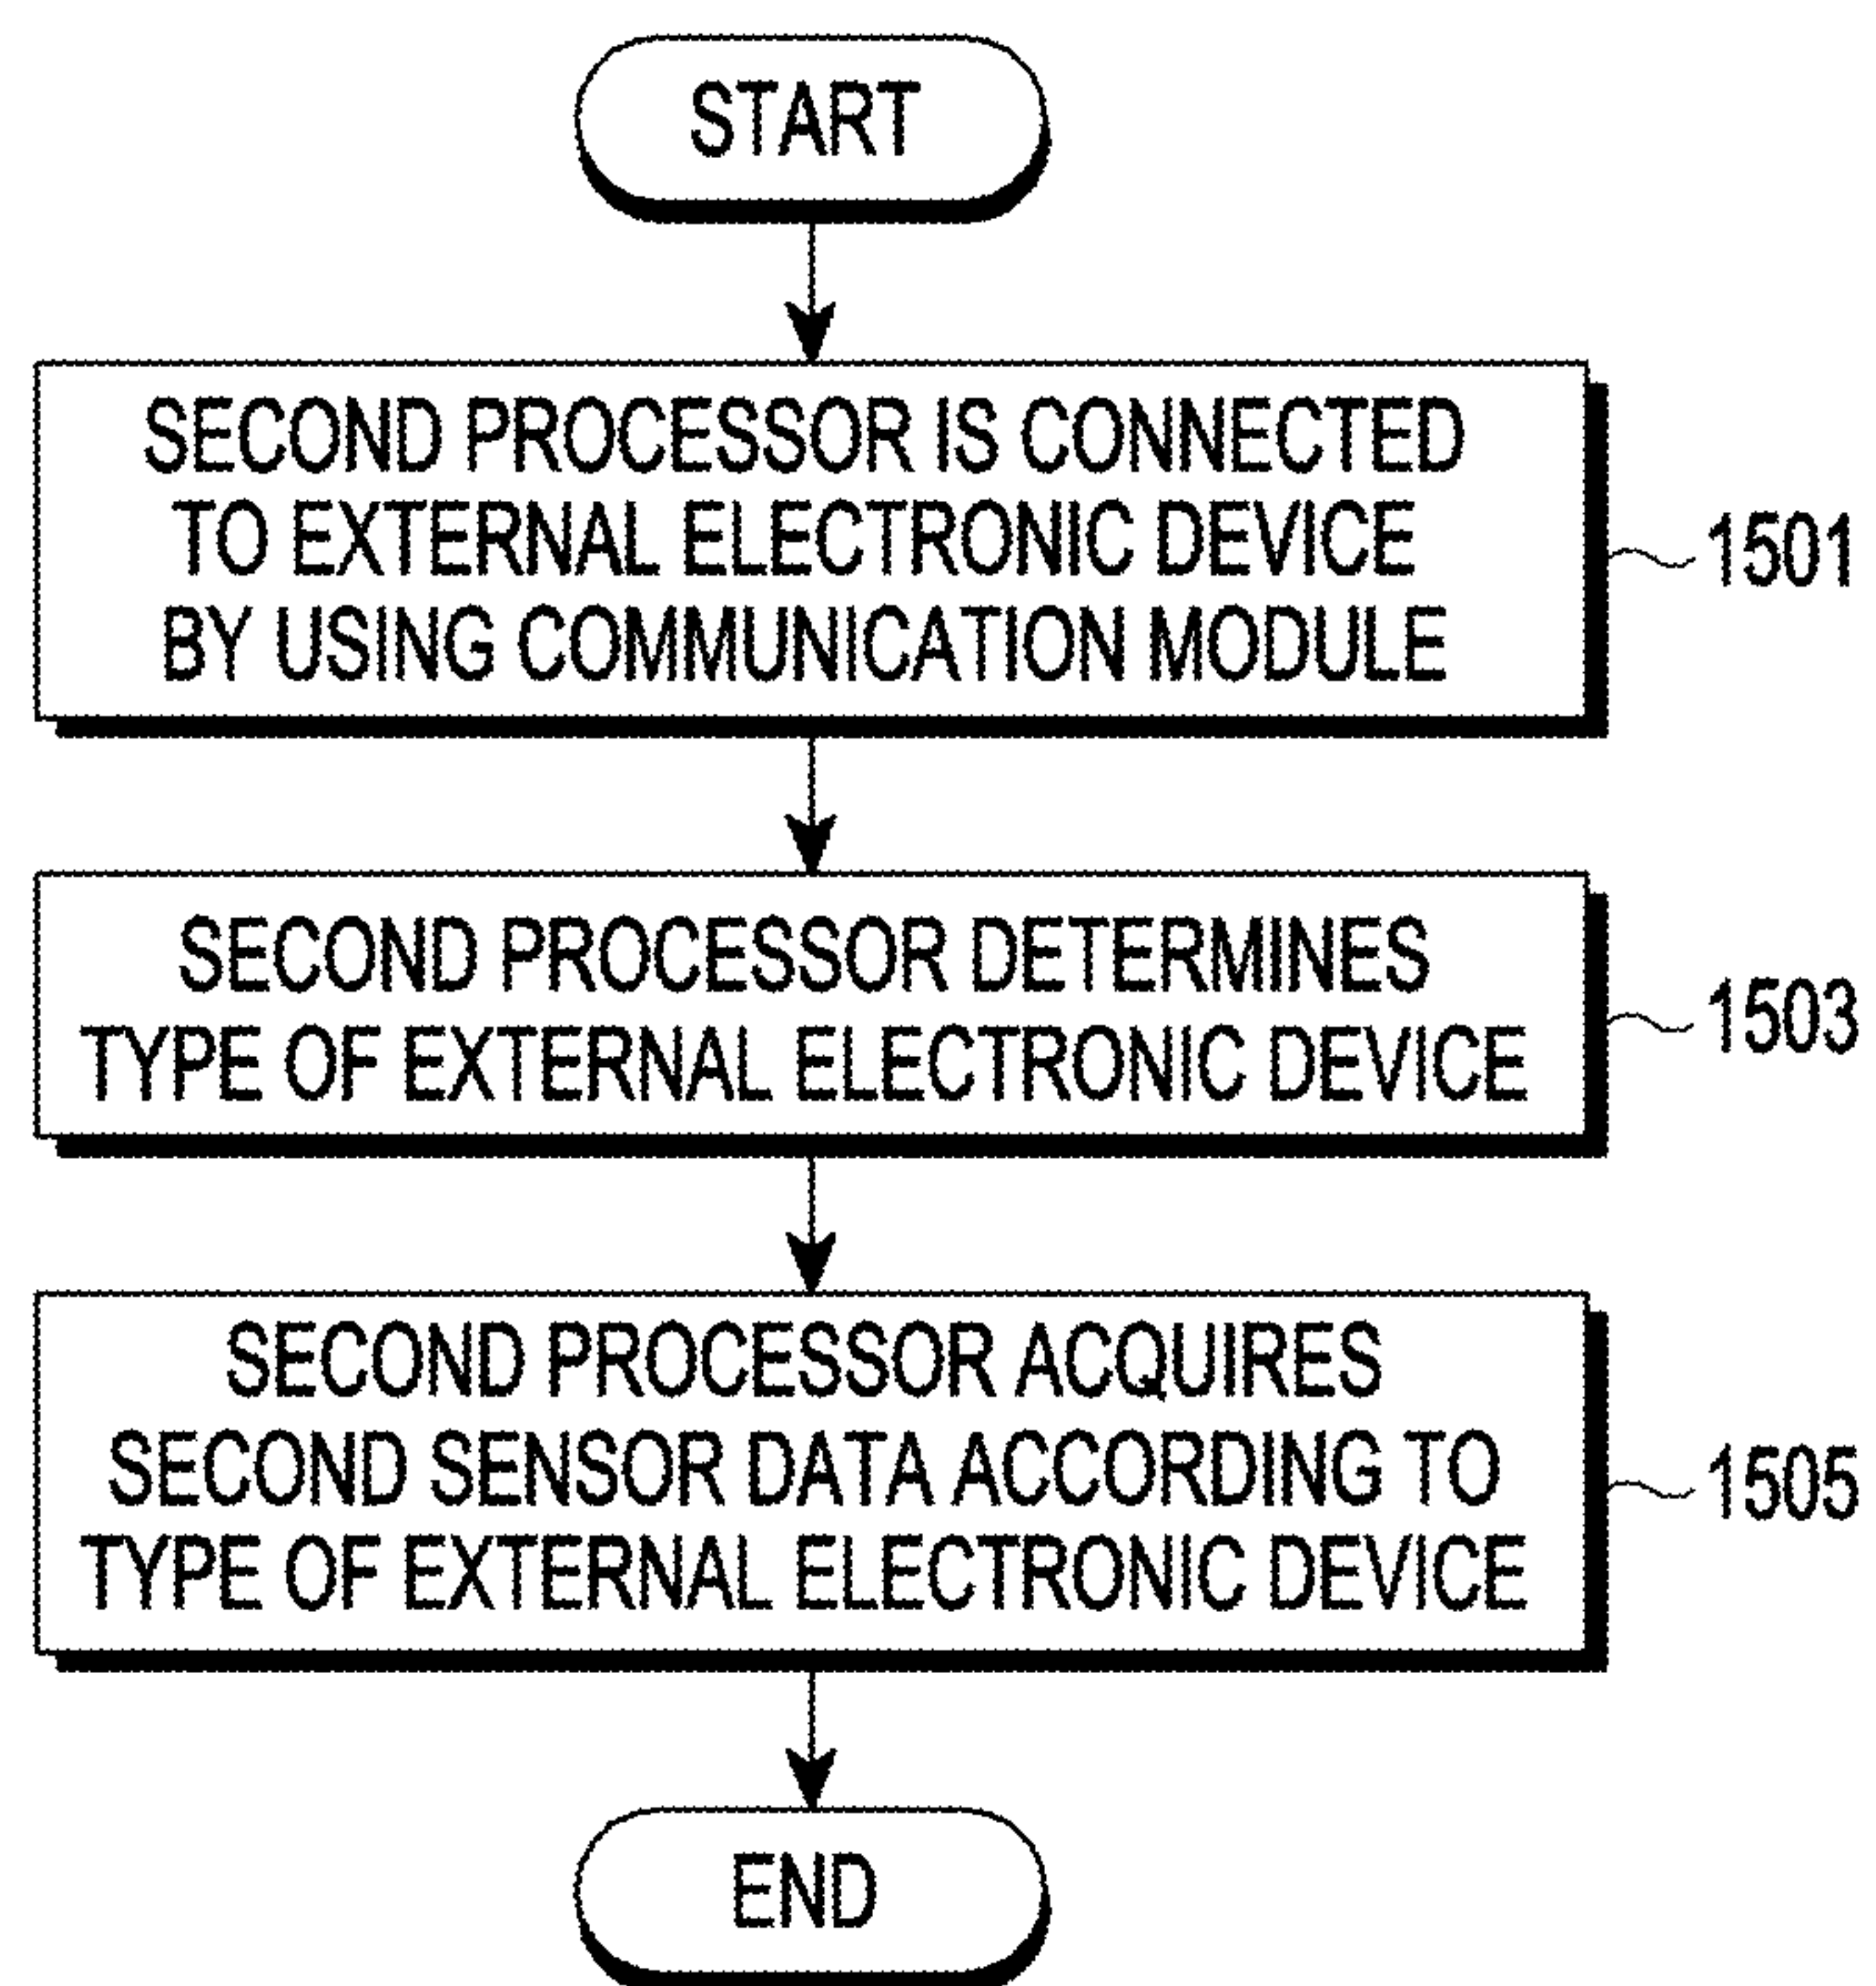 START
SECOND PROCESSOR IS CONNECTED
TO EXTERNAL ELECTRONIC DEVICE
BY USING COMMUNICATION MODULE
1501
SECOND PROCESSOR DETERMINES
TYPE OF EXTERNAL ELECTRONIC DEVICE
1503
SECOND PROCESSOR ACQUIRES
SECOND SENSOR DATA ACCORDING TO
TYPE OF EXTERNAL ELECTRONIC DEVICE
1505
END